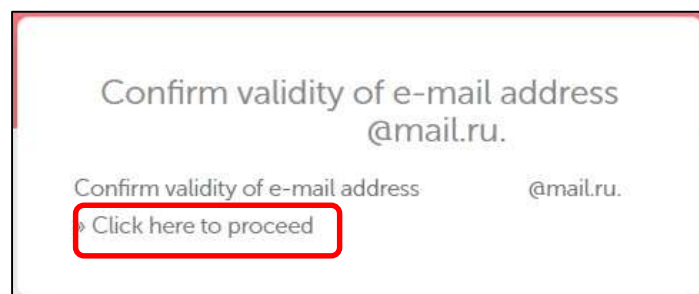 Confirm validity of e-mail address
@mail.ru.
Confirm validity of e-mail address @mail.ru.
» Click here to proceed